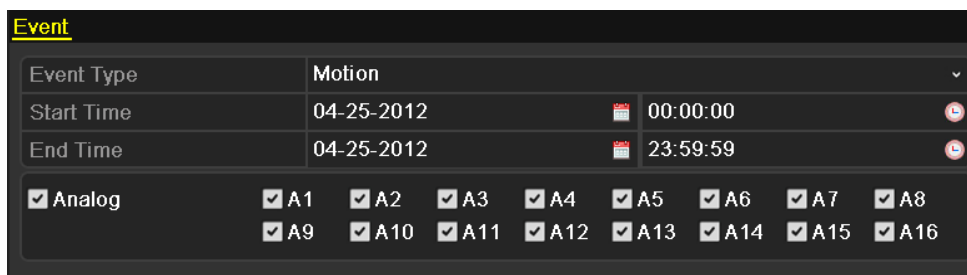 Event
Event Type Motion
Start Time 04-25-2012 00:00:00
End Time 04-25-2012 23:59:59
Analog A1 A2 A3 A4 A5 A6 A7 A8
A9 A10 A11 A12 A13 A14 A15 A16